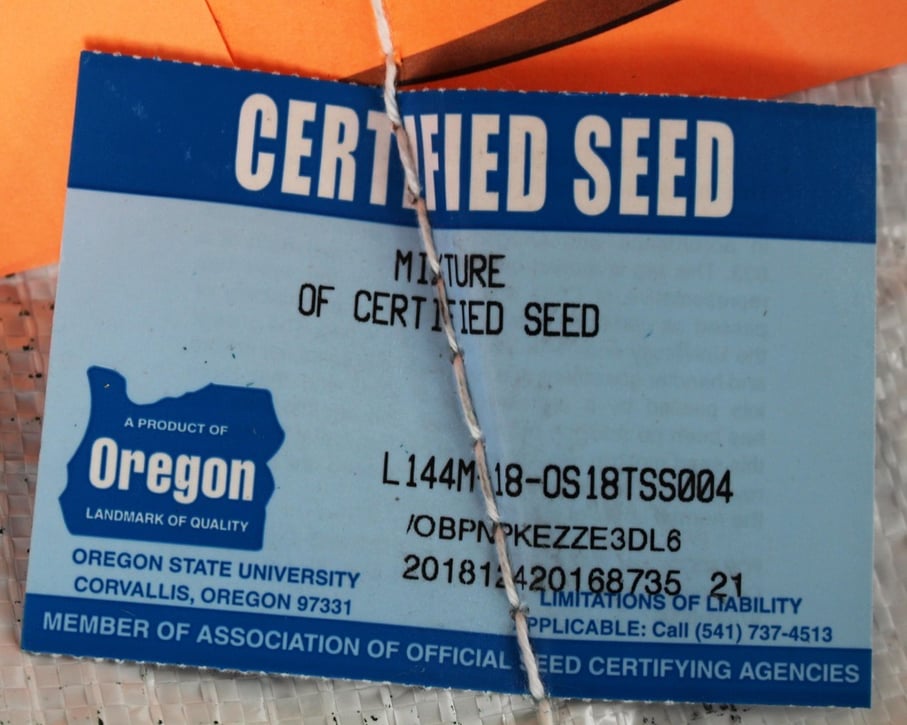 CERTIFIED SEED
MIXTURE
OF CERTIFIED SEED
A PRODUCT OF
Oregon
LANDMARK OF QUALITY
L144M-18-OS18TSS004
/OBPNPKEZZE3DL6
20168735 21
OREGON STATE UNIVERSITY
CORVALLIS, OREGON 97331
LIMITATIONS OF LIABILITY
APPLICABLE: Call (541) 737-4513
MEMBER OF ASSOCIATION OF OFFICIAL SEED CERTIFYING AGENCIES